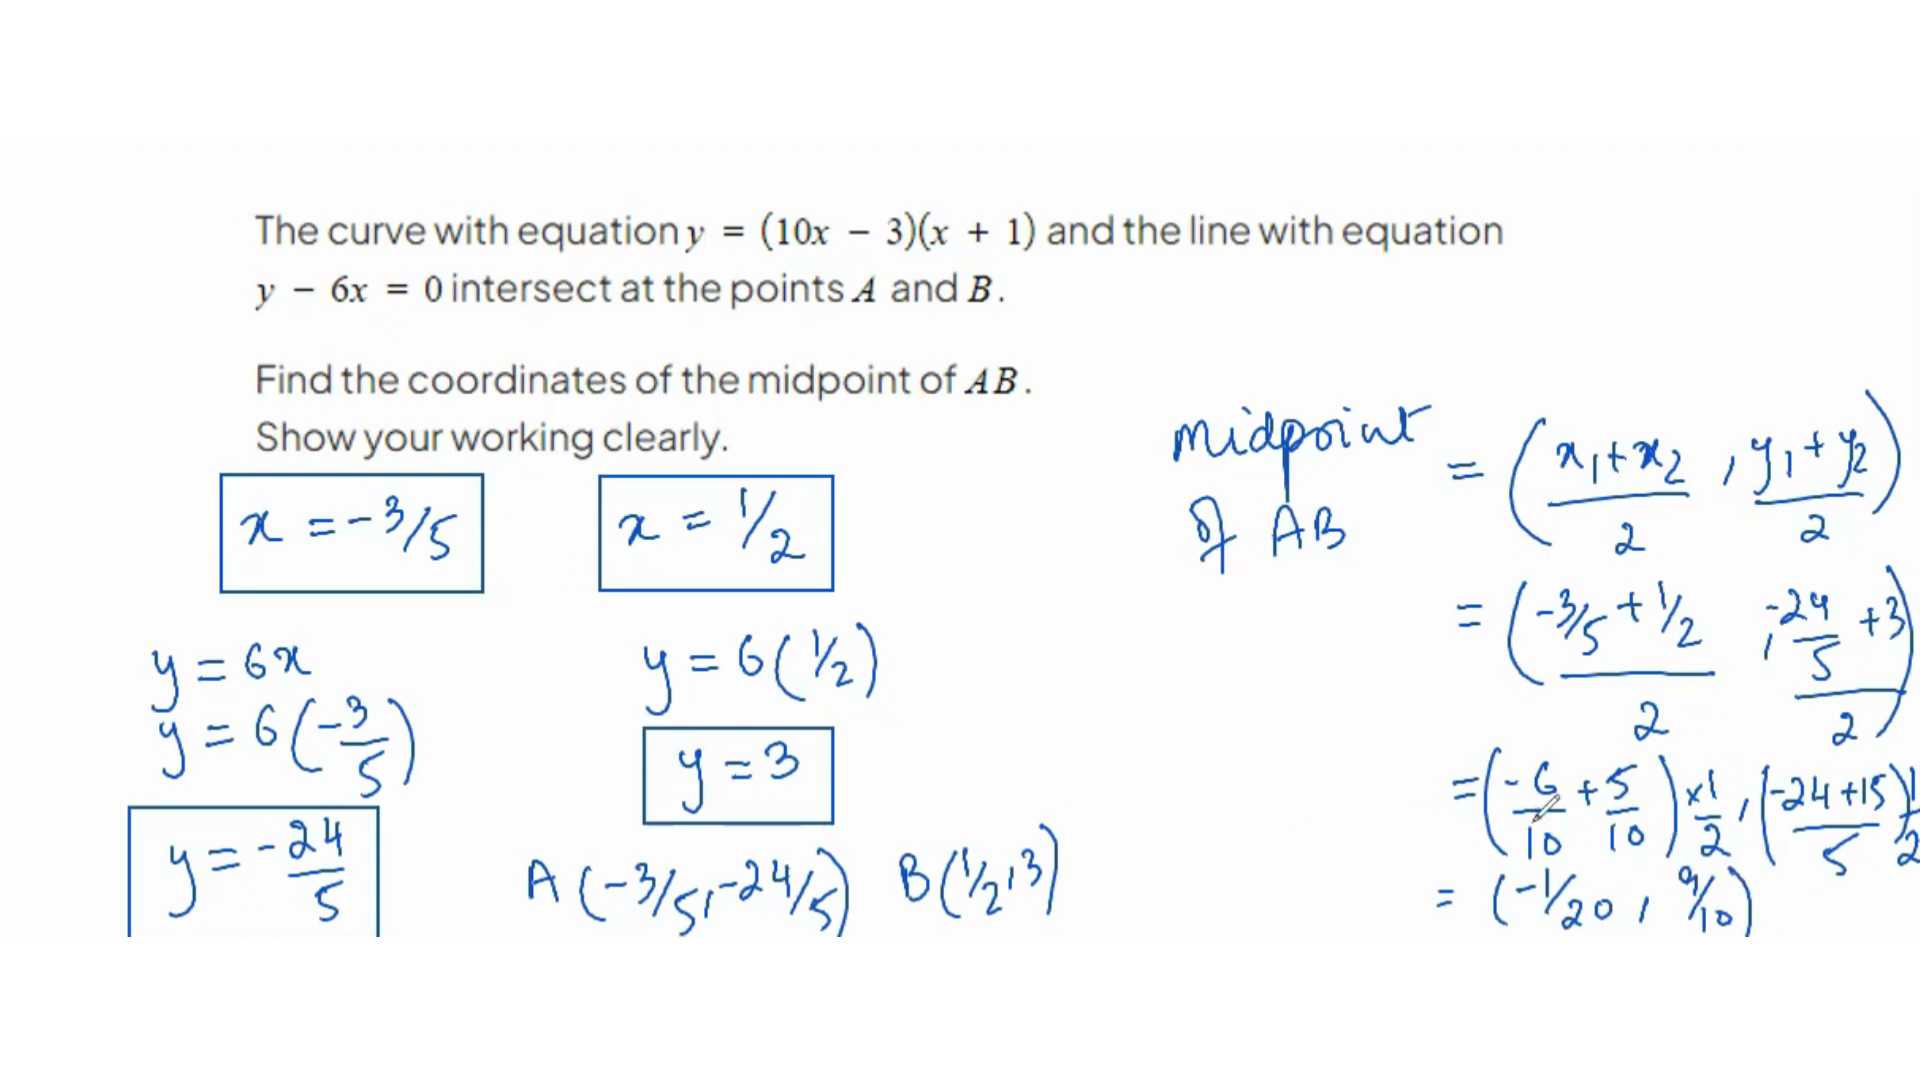 The curve with equation y = (10x − 3)(x + 1) and the line with equation
y − 6x = 0 intersect at the points A and B.
Find the coordinates of the midpoint of AB.
Show your working clearly.
x = -3/5
y = 6x
y = 6(-3/5)
y = -24/5
x = 1/2
y = 6(1/2)
y = 3
A(-3/5, -24/5) B(1/2, 3)
midpoint
of AB
= (x₁+x₂/2, y₁+y₂/2)
= (-3/5 + 1/2 / 2, -24/5 + 3 / 2)
= (-6/10 + 5/10) × 1/2, (-24+15/5) 1/2
= (-1/20, 9/10)